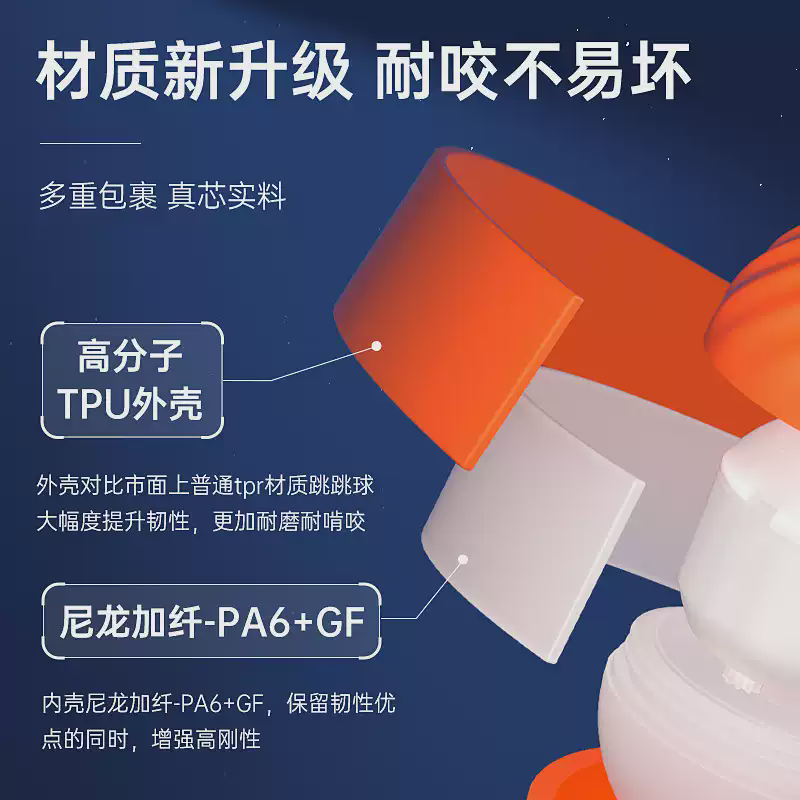 材质新升级 耐咬不易坏
多重包裹 真芯实料
高分子
TPU外壳
外壳对比市面上普通tpr材质跳跳球
大幅度提升韧性，更加耐磨耐啃咬
尼龙加纤-PA6+GF
内壳尼龙加纤-PA6+GF，保留韧性优
点的同时，增强高刚性